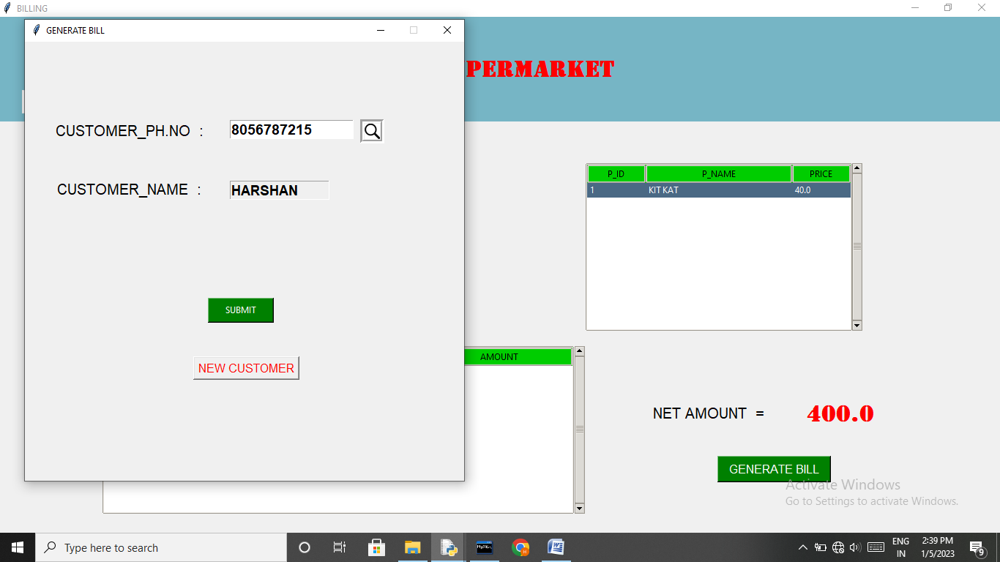 BILLING
GENERATE BILL
PERMARKET
CUSTOMER_PH.NO : 8056787215
CUSTOMER_NAME : HARSHAN
SUBMIT
NEW CUSTOMER
P_ID P_NAME PRICE
1 KIT KAT 40.0
AMOUNT
NET AMOUNT = 400.0
GENERATE BILL
Activate Windows
Go to Settings to activate Windows.
Type here to search
MySQL
W
ENG
IN
2:39 PM
1/5/2023
9